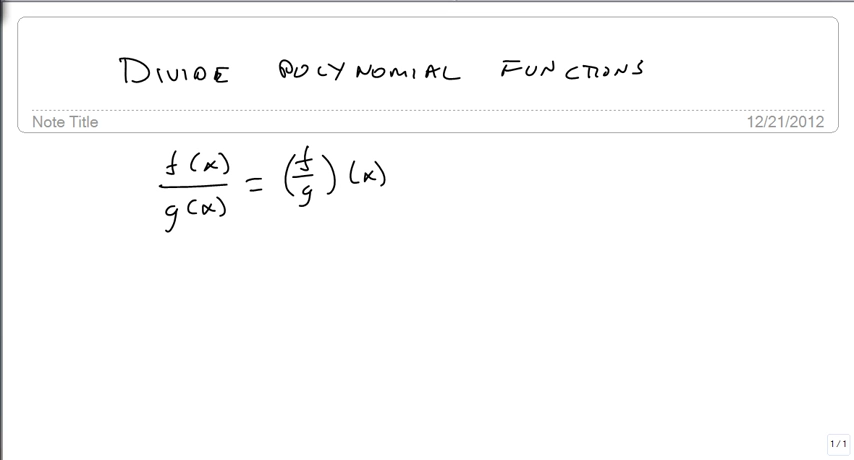 DIVIDE POLYNOMIAL FUNCTIONS
Note Title 12/21/2012
f(x)/g(x) = (f/g)(x)
1 / 1